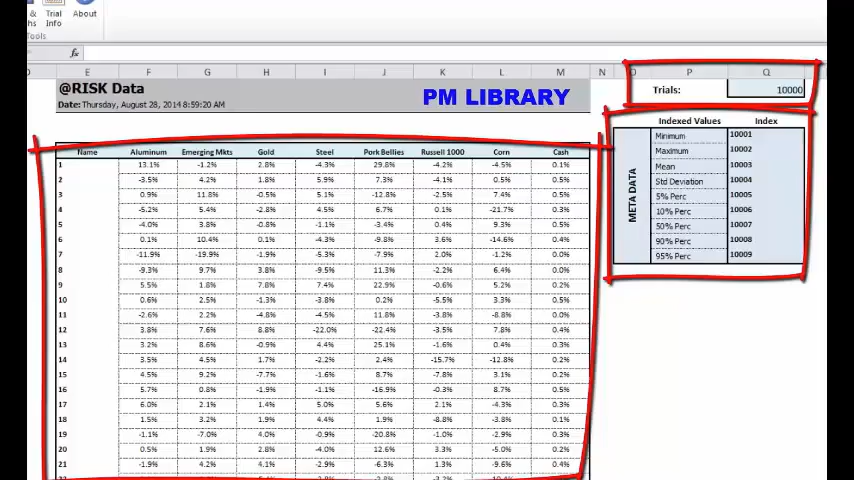 & Trial About
hs Info
Tools
fx
D E F G H I J K L M N O P Q
@RISK Data
Date: Thursday, August 28, 2014 8:59:20 AM
PM LIBRARY
Trials: 10000
Indexed Values Index
META DATA
Minimum 10001
Maximum 10002
Mean 10003
Std Deviation 10004
5% Perc 10005
10% Perc 10006
50% Perc 10007
90% Perc 10008
95% Perc 10009
Name Aluminum Emerging Mkts Gold Steel Pork Bellies Russell 1000 Corn Cash
1 13.1% -1.2% 2.8% -4.3% 29.8% -4.2% -4.5% 0.1%
2 -3.5% 4.2% 1.8% 5.9% 7.3% -4.1% 0.5% 0.5%
3 0.9% 11.8% -0.5% 5.1% -12.8% -2.5% 7.4% 0.3%
4 -5.2% 5.4% -2.8% 4.5% 6.7% 0.1% -21.7% 0.3%
5 -4.0% 3.8% -0.8% -1.1% -3.4% 0.4% 9.3% 0.5%
6 0.1% 10.4% 0.1% -4.3% -9.8% 3.6% -14.6% 0.4%
7 -11.9% -19.9% -1.9% -5.3% -7.9% 2.0% -1.2% 0.0%
8 -9.3% 9.7% 3.8% -9.5% 11.3% -2.2% 6.4% 0.0%
9 5.5% 1.8% 7.8% 7.4% 22.9% -0.6% 5.2% 0.2%
10 0.6% 2.5% -1.3% -3.8% 0.2% -5.5% 3.3% 0.5%
11 -2.6% 2.2% -4.8% -4.5% 11.8% -3.8% -8.8% 0.0%
12 3.8% 7.6% 8.8% -22.0% -22.4% -3.5% 7.8% 0.4%
13 3.2% 8.6% -0.9% 4.4% 25.1% -1.6% 0.4% 0.3%
14 3.5% 4.5% 1.7% -2.2% 2.4% -15.7% -12.8% 0.2%
15 4.5% 9.2% -7.7% -1.6% 8.7% -7.8% 3.1% 0.2%
16 5.7% 0.8% -1.9% -1.1% -16.9% -0.3% 8.7% 0.5%
17 6.0% 2.1% 1.4% 5.0% 5.6% 2.1% -4.3% 0.2%
18 1.5% 3.2% 1.9% 4.4% 1.9% -8.8% -3.8% 0.1%
19 -1.1% -7.0% 4.0% -0.9% -20.8% -1.0% -2.9% 0.3%
20 0.5% 1.9% 2.8% -4.0% 12.6% 3.3% -5.0% 0.2%
21 -1.9% 4.2% 4.1% -2.9% -6.3% 1.3% -9.6% 0.4%